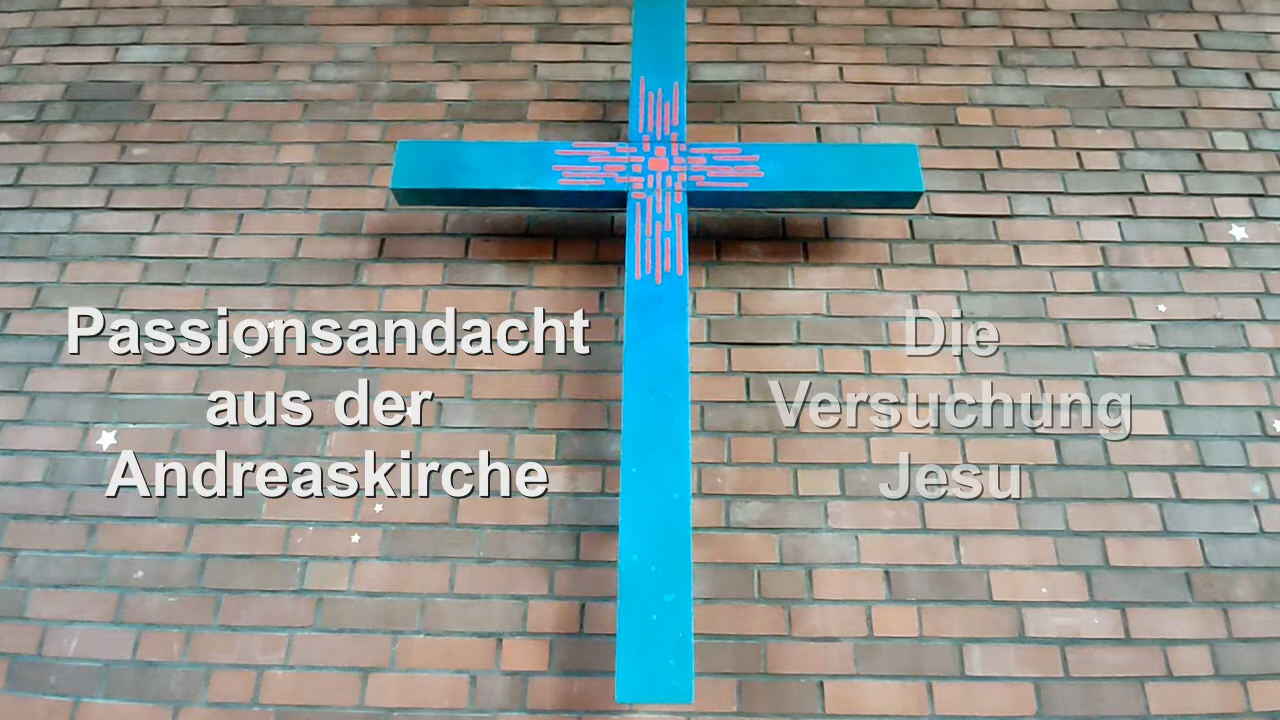 Passionsandacht
aus der
Andreaskirche
Die
Versuchung
Jesu